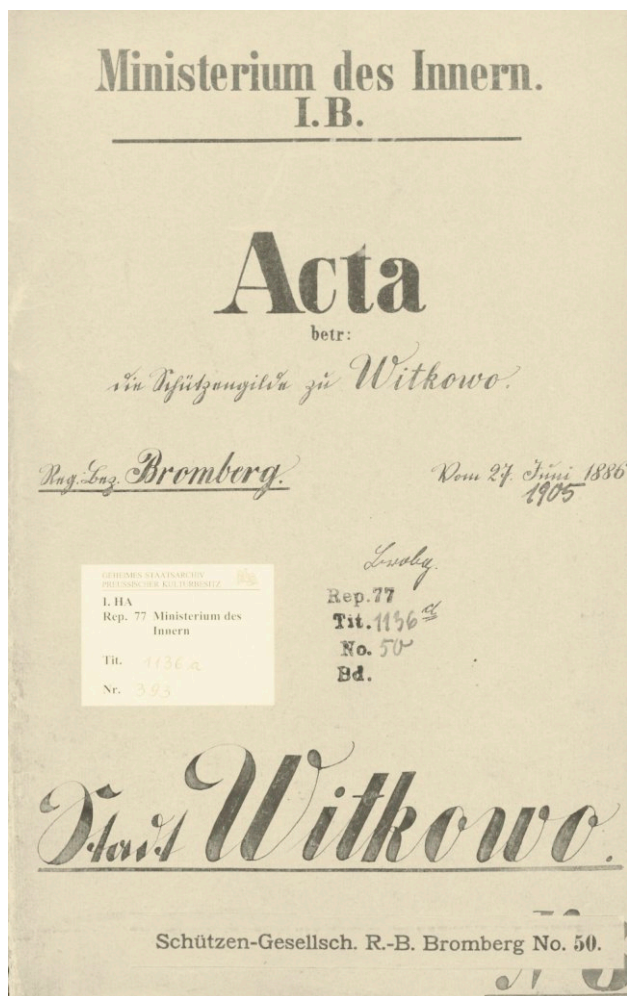 Ministerium des Innern.
I.B.
Acta
betr:
die Schützengilde zu Witkowo.
Reg. Bez. Bromberg.
Vom 27. Juni 1886
1905
GEHEIMES STAATSARCHIV
PREUSSISCHER KULTURBESITZ
I. HA
Rep. 77 Ministerium des
Innern
Tit. 1136a
Nr. 393
Brobg.
Rep.77
Tit.1136 a
No. 50
Bd.
Stadt Witkowo.
Schützen-Gesellsch. R.-B. Bromberg No. 50.